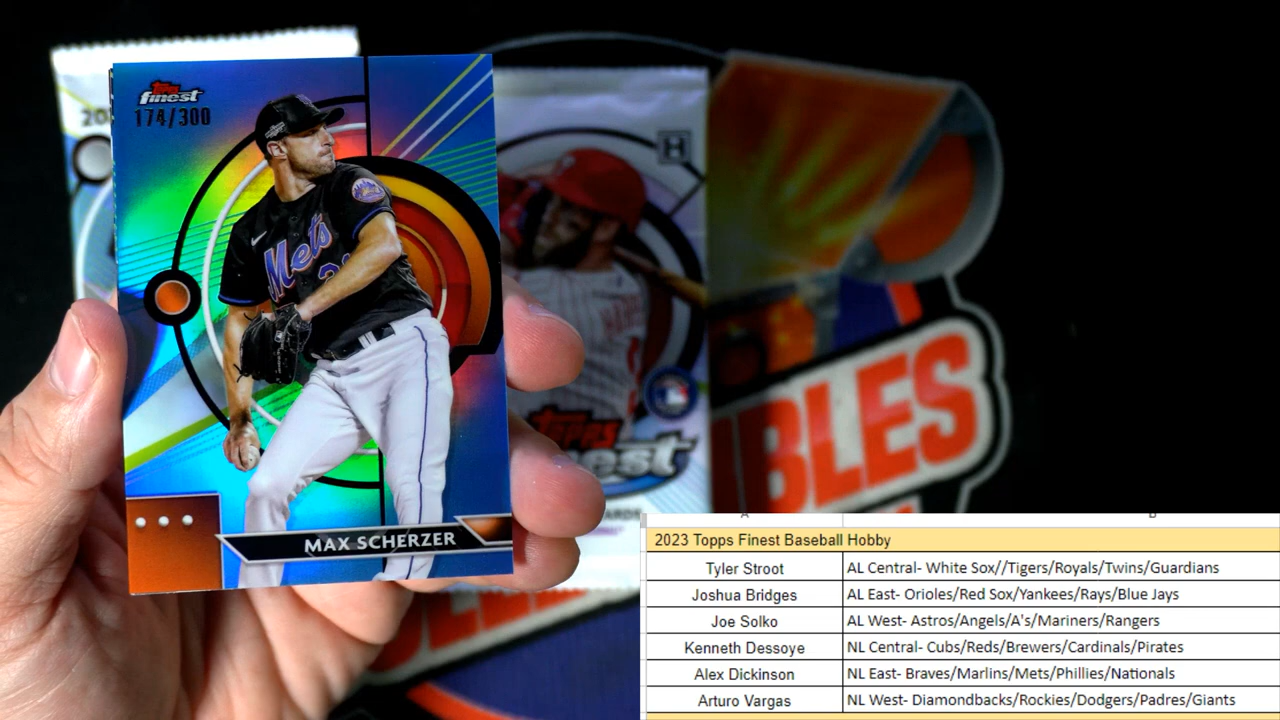 20
TOPPS
finest
174/300
H
Mets
MAX SCHERZER
TOPPS
est
BLES
2023 Topps Finest Baseball Hobby
Tyler Stroot AL Central- White Sox//Tigers/Royals/Twins/Guardians
Joshua Bridges AL East- Orioles/Red Sox/Yankees/Rays/Blue Jays
Joe Solko AL West- Astros/Angels/A's/Mariners/Rangers
Kenneth Dessoye NL Central- Cubs/Reds/Brewers/Cardinals/Pirates
Alex Dickinson NL East- Braves/Marlins/Mets/Phillies/Nationals
Arturo Vargas NL West- Diamondbacks/Rockies/Dodgers/Padres/Giants